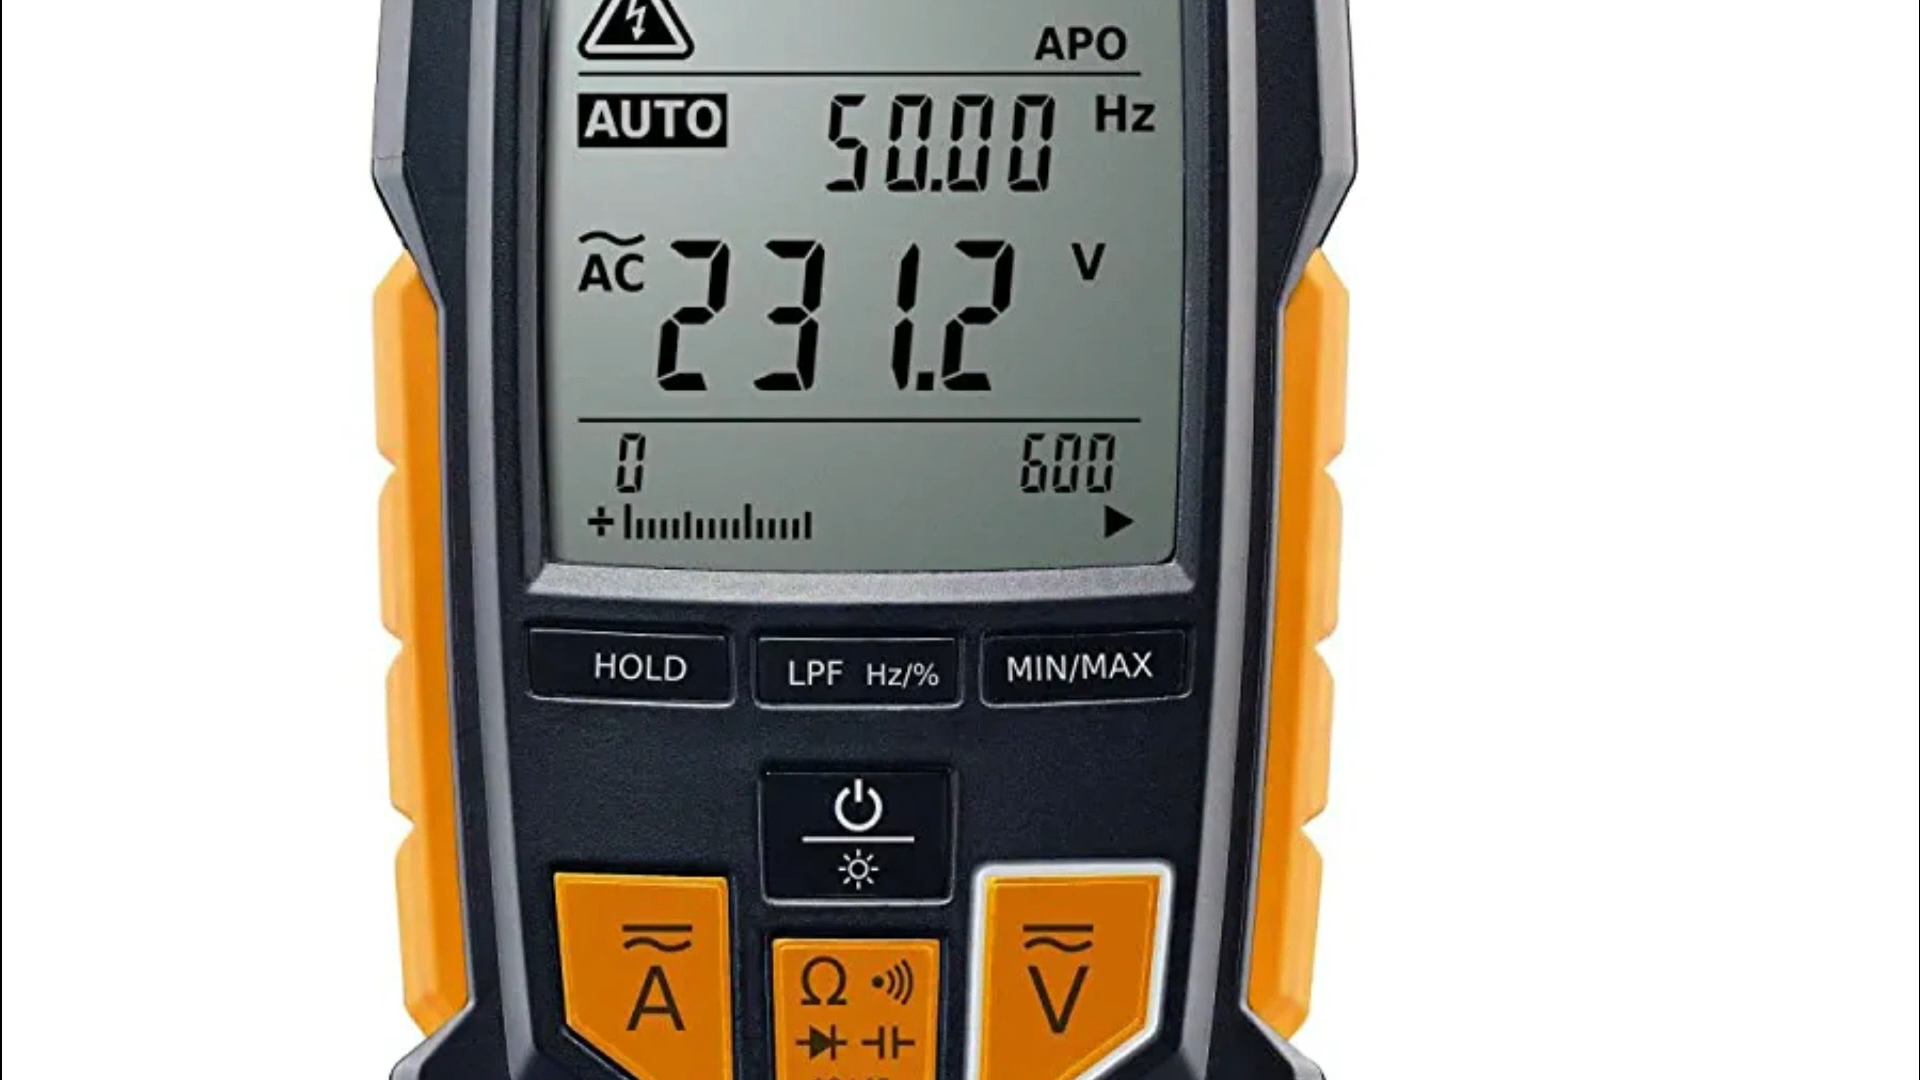 APO
AUTO 50.00 Hz
AC 231.2 V
0 600
HOLD LPF Hz/% MIN/MAX
A Ω V